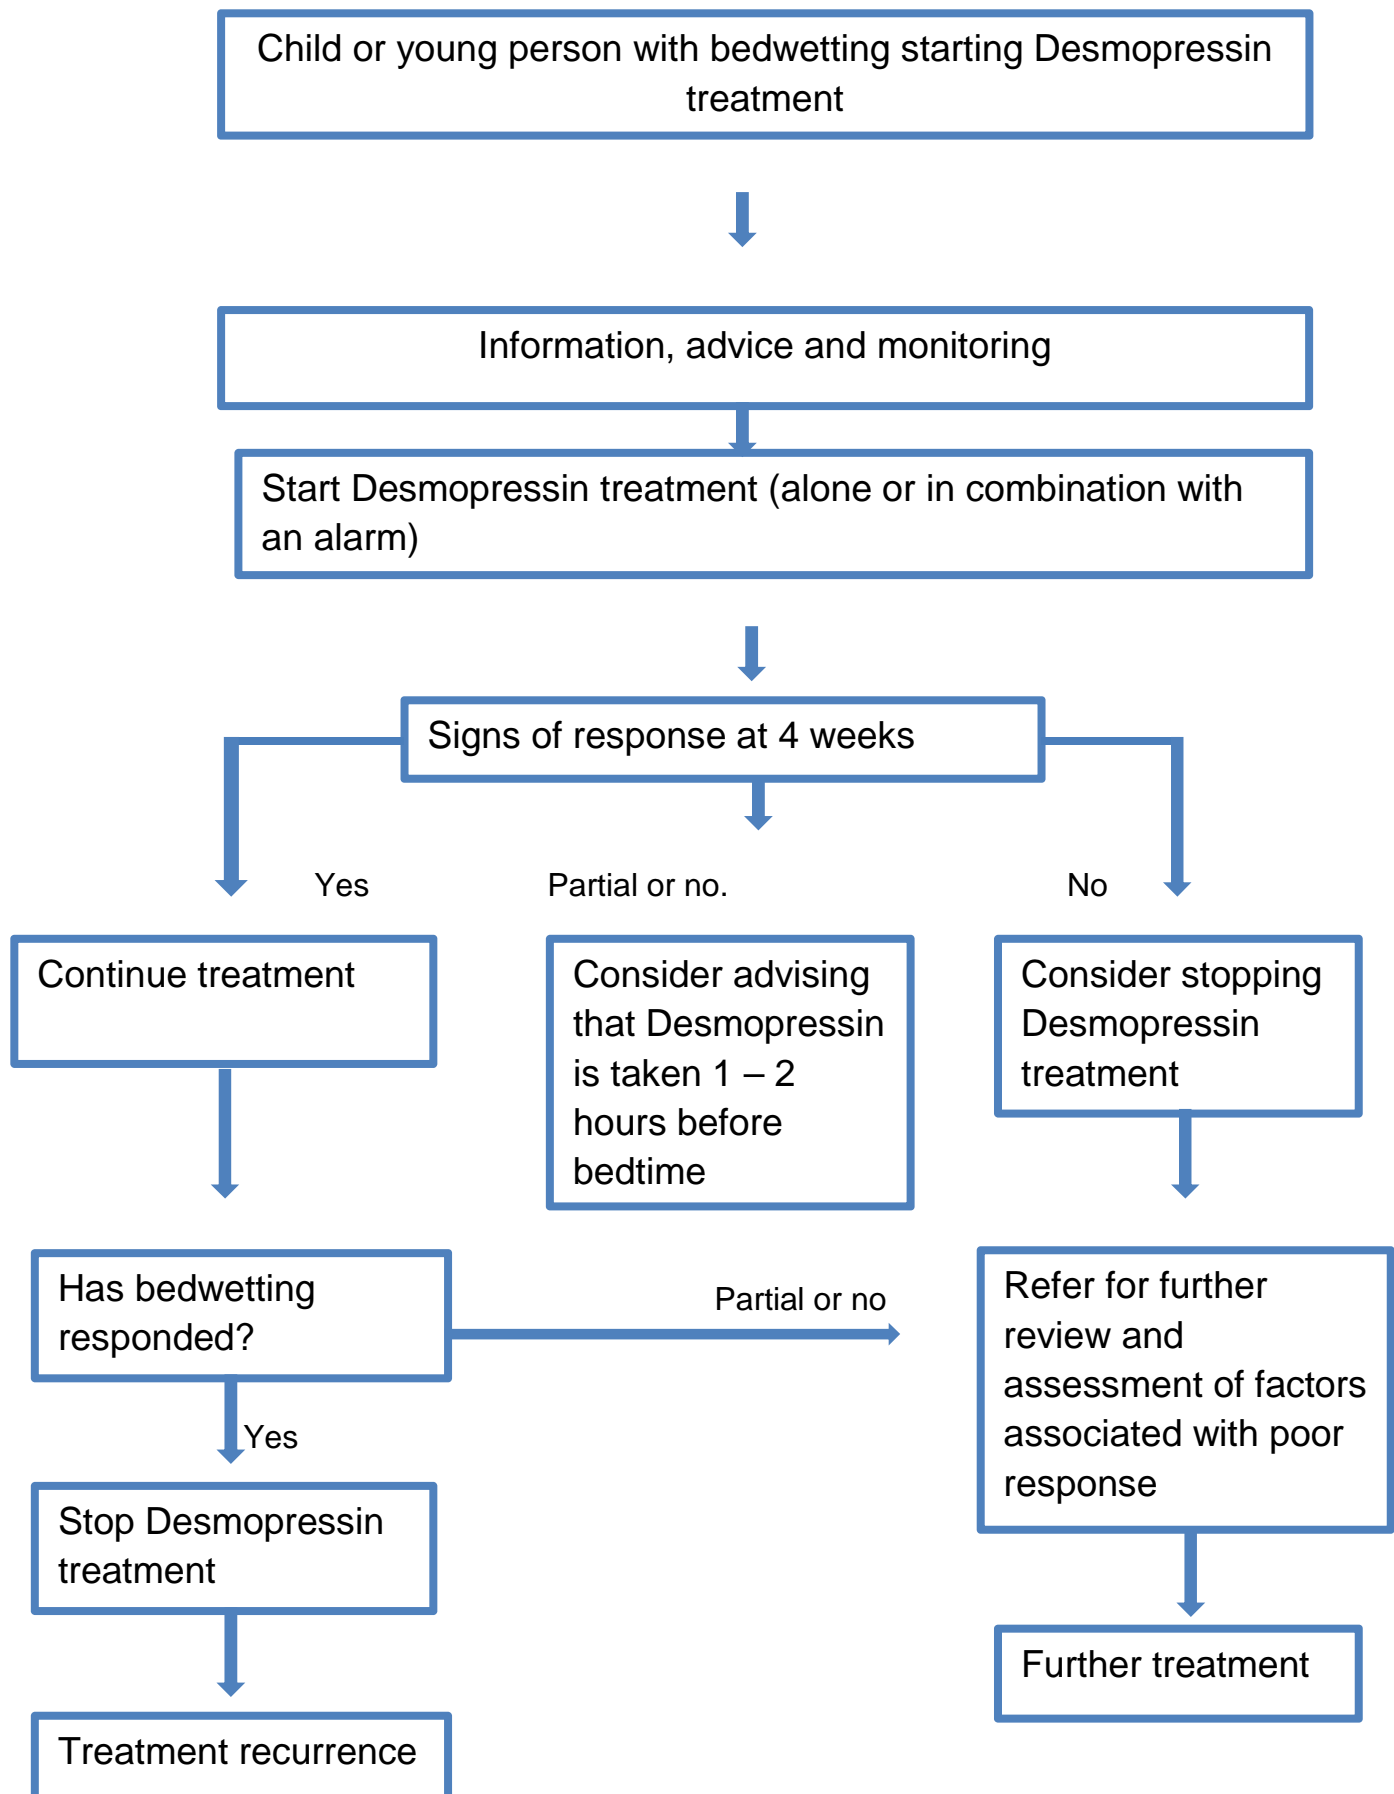 Child or young person with bedwetting starting Desmopressin
treatment
Information, advice and monitoring
Start Desmopressin treatment (alone or in combination with
an alarm)
Signs of response at 4 weeks
Yes
Partial or no.
No
Continue treatment
Consider advising
that Desmopressin
is taken 1 – 2
hours before
bedtime
Consider stopping
Desmopressin
treatment
Has bedwetting
responded?
Partial or no
Refer for further
review and
assessment of factors
associated with poor
response
Yes
Stop Desmopressin
treatment
Further treatment
Treatment recurrence